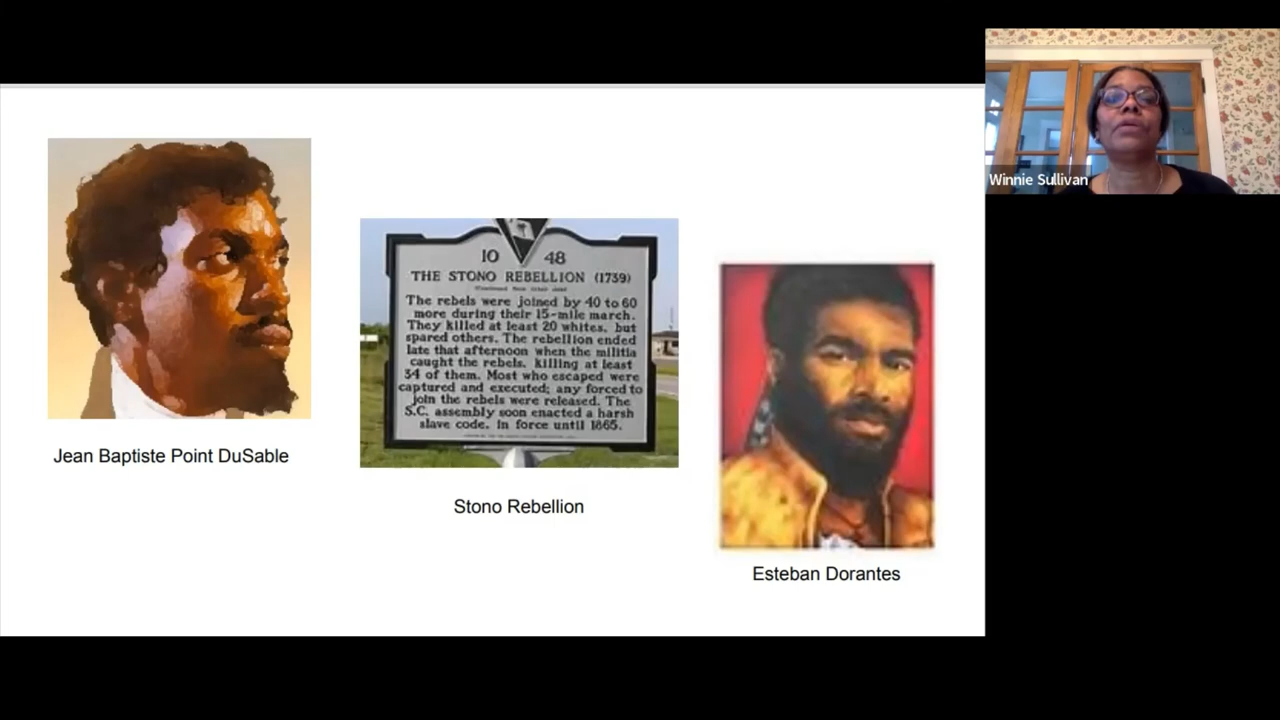 Winnie Sullivan
10 48
THE STONO REBELLION (1739)
The rebels were joined by 40 to 60
more during their 15-mile march.
They killed at least 20 whites, but
spared others. The rebellion ended
late that afternoon when the militia
caught the rebels, killing at least
34 of them. Most who escaped were
captured and executed; any forced to
join the rebels were released. The
S.C. assembly soon enacted a harsh
slave code, in force until 1865.
Jean Baptiste Point DuSable
Stono Rebellion
Esteban Dorantes